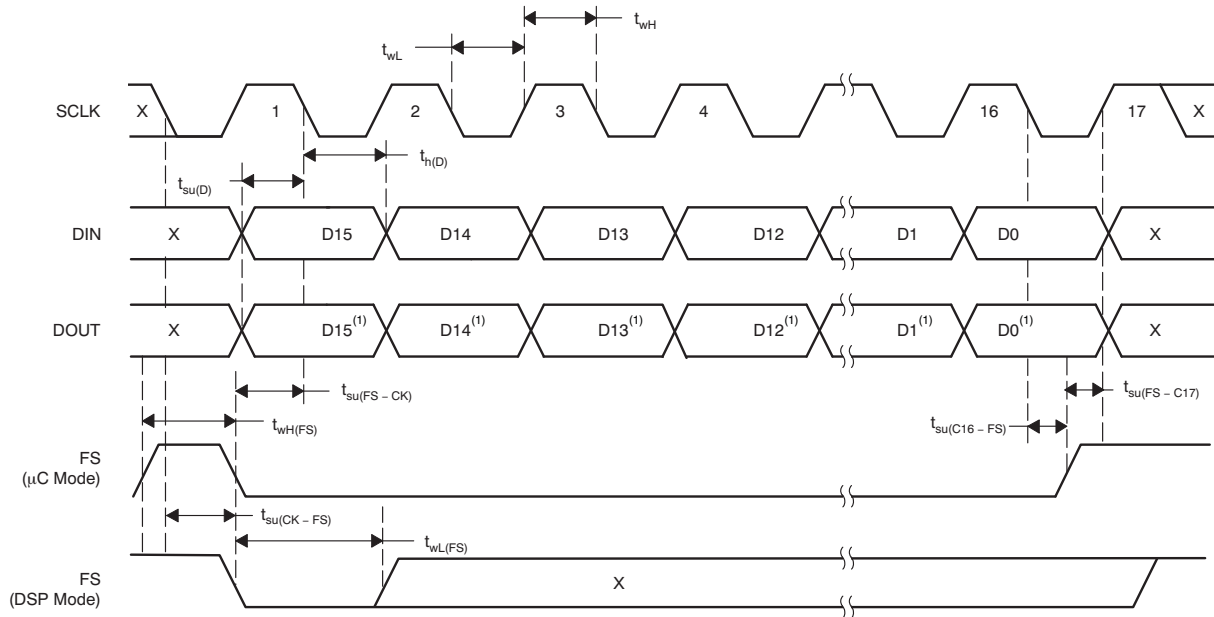 t_wH
t_wL
SCLK X 1 2 3 4 16 17 X
t_h(D)
t_su(D)
DIN X D15 D14 D13 D12 D1 D0 X
DOUT X D15(1) D14(1) D13(1) D12(1) D1(1) D0(1) X
t_su(FS – CK)
t_su(FS – C17)
t_wH(FS)
t_su(C16 – FS)
FS
(μC Mode)
t_su(CK – FS)
t_wL(FS)
FS
(DSP Mode)
X